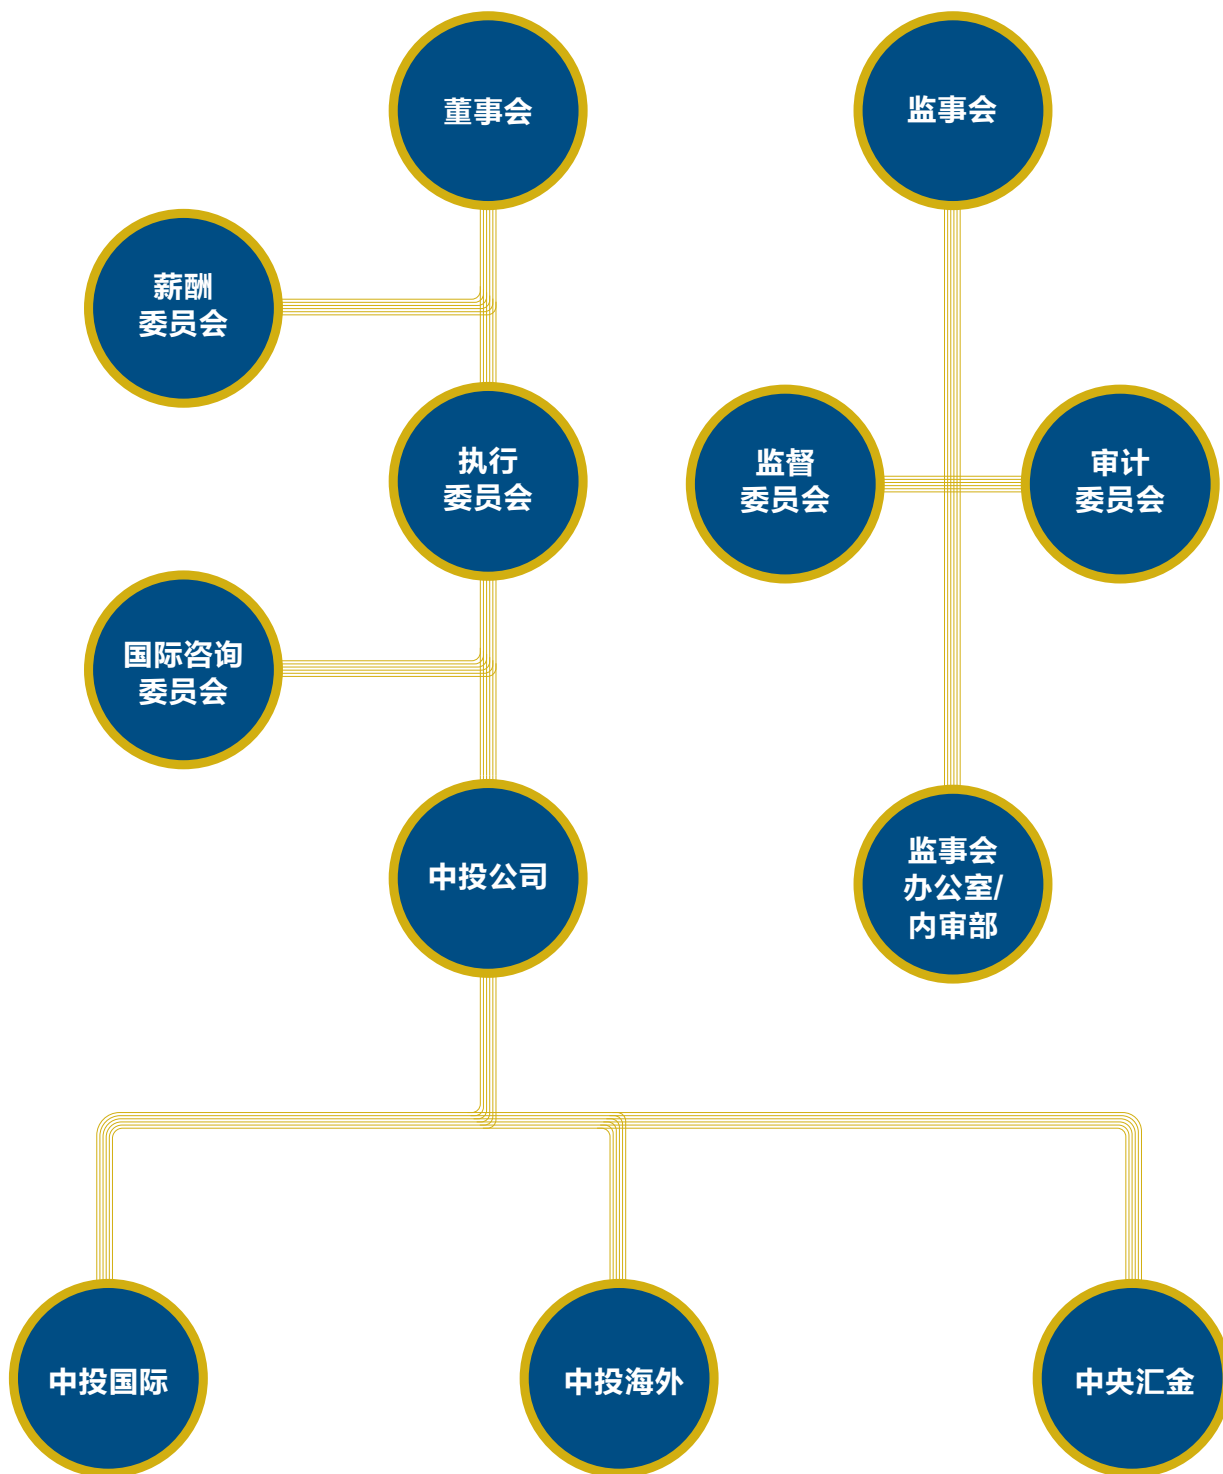 董事会
监事会
薪酬
委员会
执行
委员会
监督
委员会
审计
委员会
国际咨询
委员会
中投公司
监事会
办公室/
内审部
中投国际
中投海外
中央汇金